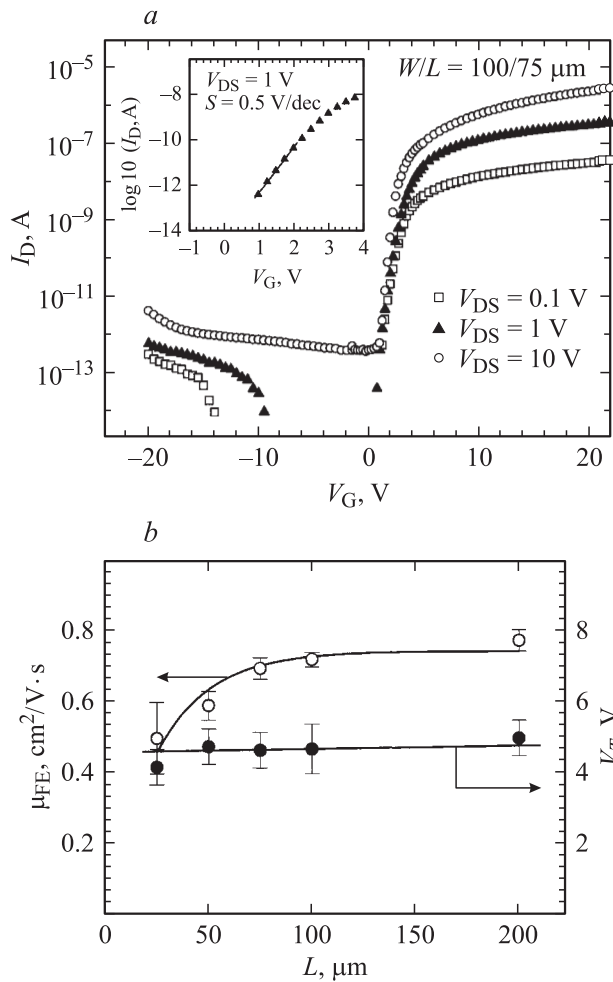 a
10⁻⁵
10⁻⁷
10⁻⁹
10⁻¹¹
10⁻¹³
I_D, A
W/L = 100/75 μm
V_DS = 1 V
S = 0.5 V/dec
log10 (I_D, A)
−8
−10
−12
−14
−1 0 1 2 3 4
V_G, V
V_DS = 0.1 V
V_DS = 1 V
V_DS = 10 V
−20 −10 0 10 20
V_G, V
b
0.8
0.6
0.4
0.2
μ_FE, cm²/V·s
8
6
4
2
V_T, V
0 50 100 150 200
L, μm